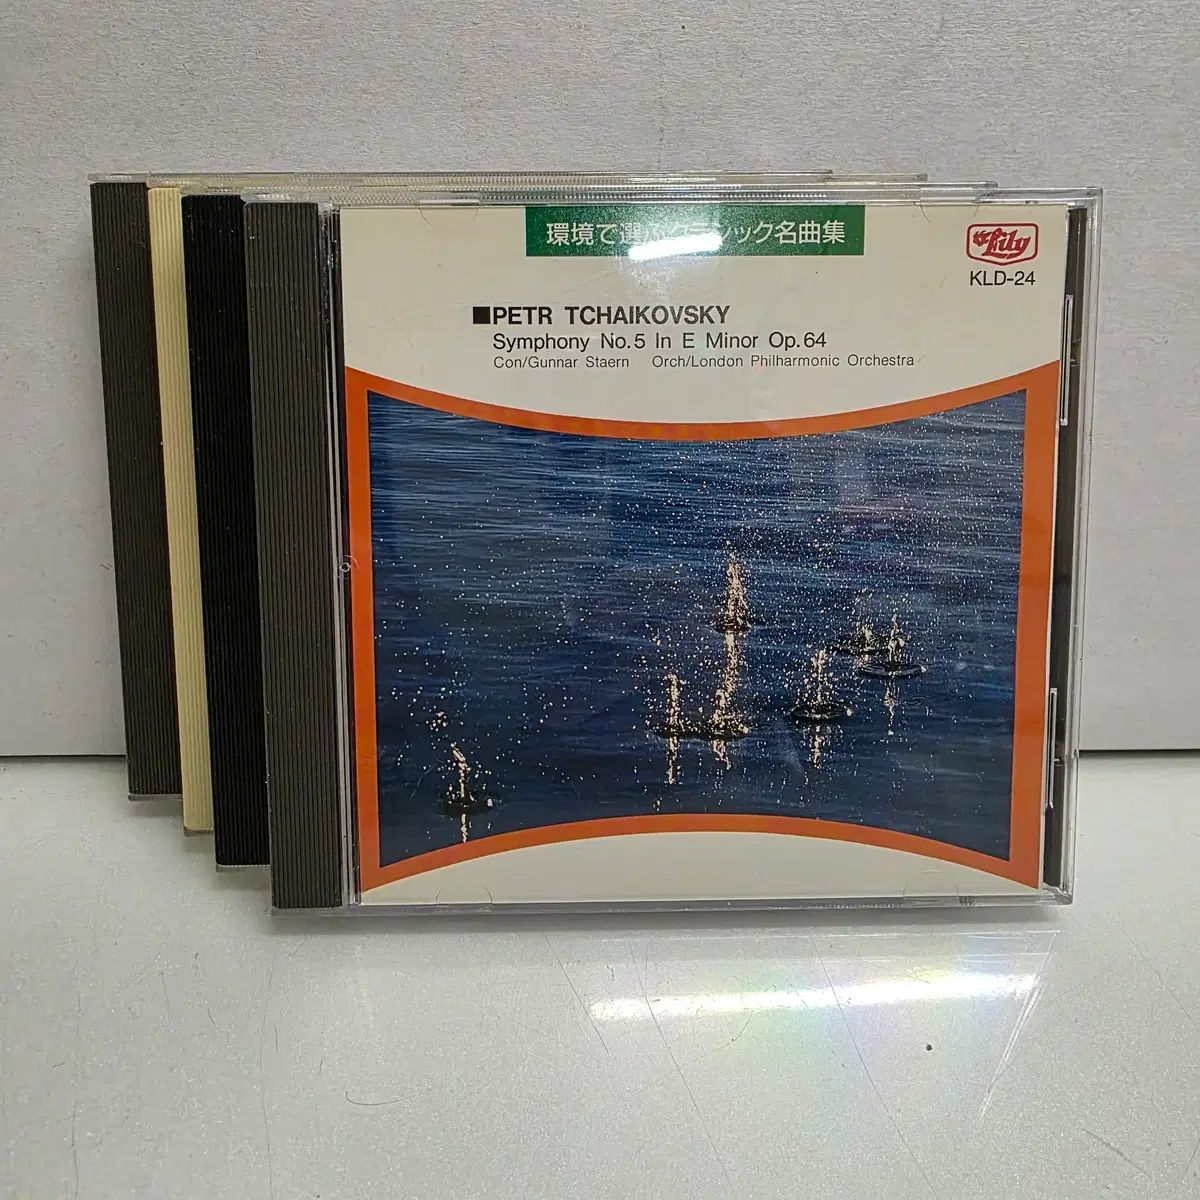 環境で選ぶクラシック名曲集
Lily
KLD-24
■PETR TCHAIKOVSKY
Symphony No.5 In E Minor Op.64
Con/Gunnar Staern Orch/London Philharmonic Orchestra